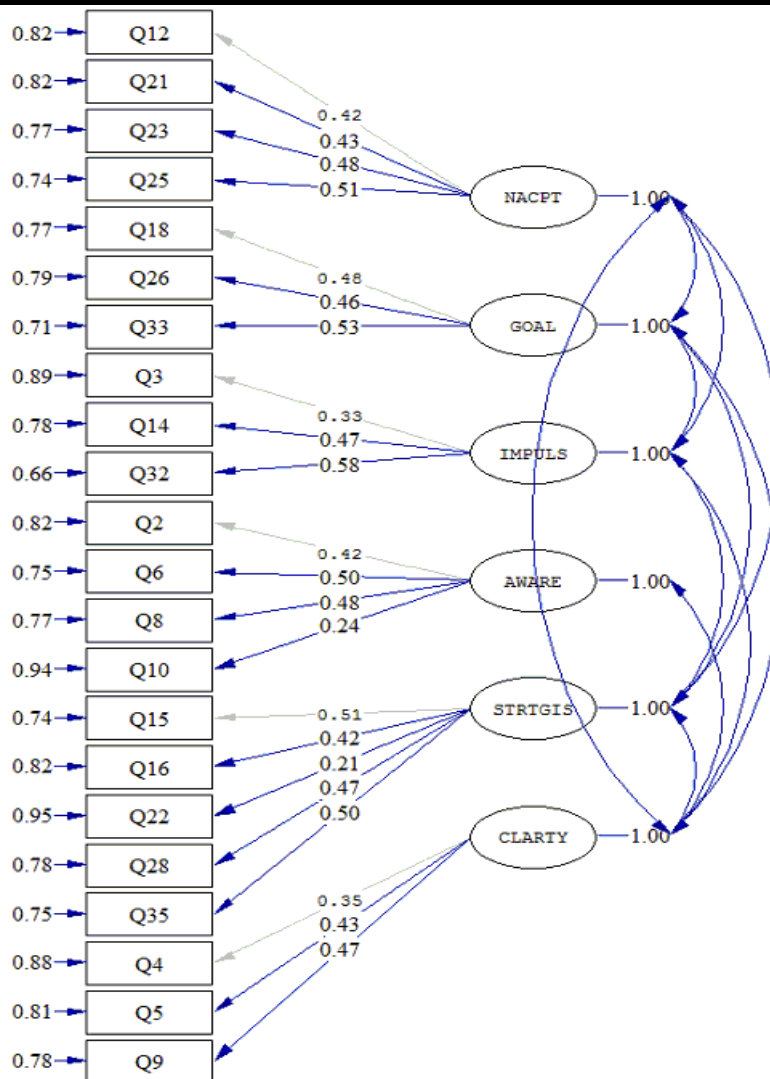 0.82 Q12
0.82 Q21
0.77 Q23
0.74 Q25
0.77 Q18
0.79 Q26
0.71 Q33
0.89 Q3
0.78 Q14
0.66 Q32
0.82 Q2
0.75 Q6
0.77 Q8
0.94 Q10
0.74 Q15
0.82 Q16
0.95 Q22
0.78 Q28
0.75 Q35
0.88 Q4
0.81 Q5
0.78 Q9
0.42
0.43
0.48
0.51
0.48
0.46
0.53
0.33
0.47
0.58
0.42
0.50
0.48
0.24
0.51
0.42
0.21
0.47
0.50
0.35
0.43
0.47
NACPT 1.00
GOAL 1.00
IMPULS 1.00
AWARE 1.00
STRTGIS 1.00
CLARTY 1.00